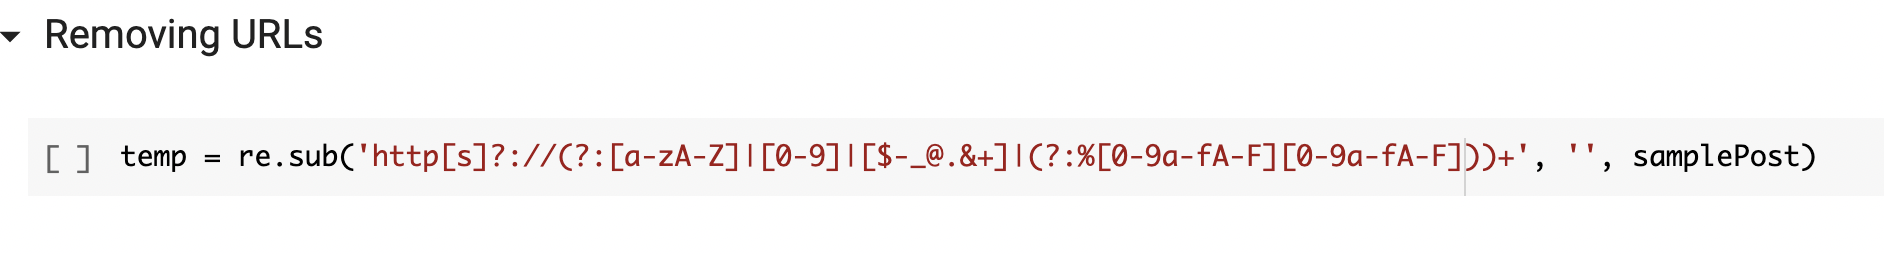 Removing URLs
[ ] temp = re.sub('http[s]?://(?:[a-zA-Z]|[0-9]|[$-_@.&+]|(?:%[0-9a-fA-F][0-9a-fA-F]))+', '', samplePost)